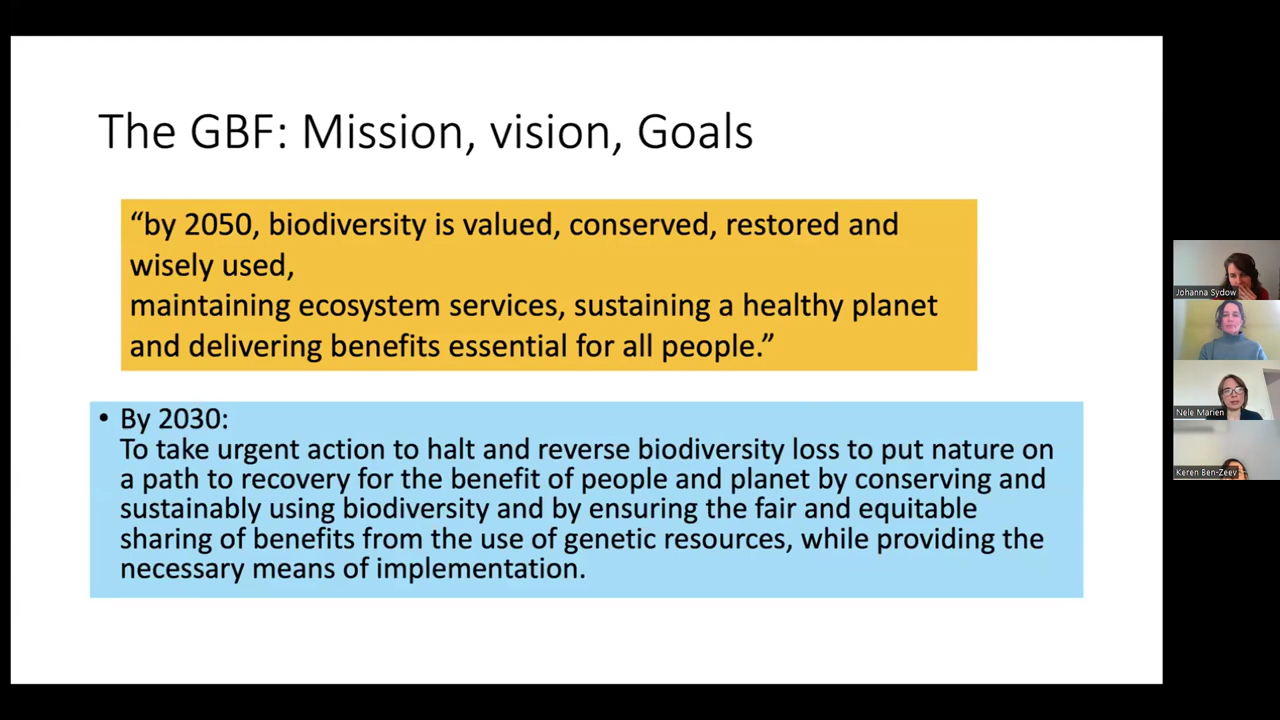 The GBF: Mission, vision, Goals
“by 2050, biodiversity is valued, conserved, restored and
wisely used,
maintaining ecosystem services, sustaining a healthy planet
and delivering benefits essential for all people.”
• By 2030:
To take urgent action to halt and reverse biodiversity loss to put nature on
a path to recovery for the benefit of people and planet by conserving and
sustainably using biodiversity and by ensuring the fair and equitable
sharing of benefits from the use of genetic resources, while providing the
necessary means of implementation.
Johanna Sydow
Nele Marien
Keren Ben-Zeev